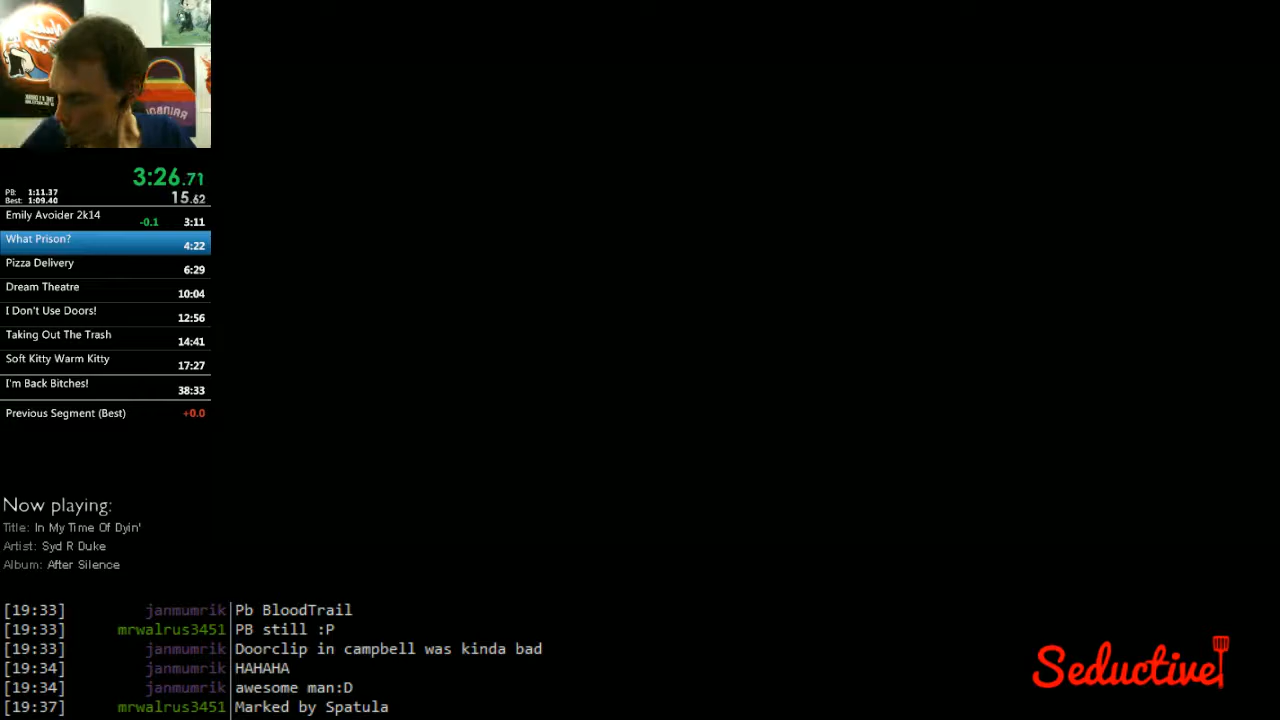 3:26.71
PB: 1:11.37
15.62
Best: 1:09.40
Emily Avoider 2k14 -0.1 3:11
What Prison? 4:22
Pizza Delivery 6:29
Dream Theatre 10:04
I Don't Use Doors! 12:56
Taking Out The Trash 14:41
Soft Kitty Warm Kitty 17:27
I'm Back Bitches! 38:33
Previous Segment (Best) +0.0
Now playing:
Title: In My Time Of Dyin'
Artist: Syd R Duke
Album: After Silence
[19:33] janmumrik Pb BloodTrail
[19:33] mrwalrus3451 PB still :P
[19:33] janmumrik Doorclip in campbell was kinda bad
[19:34] janmumrik HAHAHA
[19:34] janmumrik awesome man:D
[19:37] mrwalrus3451 Marked by Spatula
Seductive